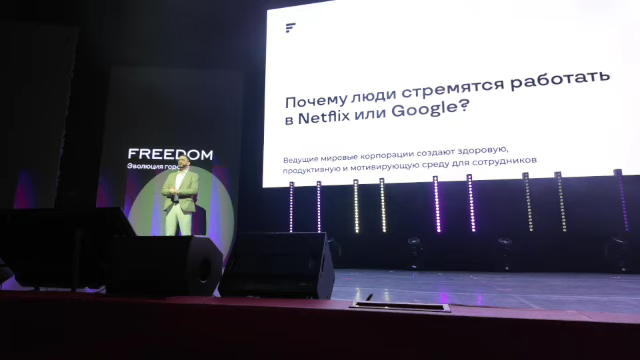 Почему люди стремятся работать
в Netflix или Google?
Ведущие мировые корпорации создают здоровую,
продуктивную и мотивирующую среду для сотрудников
FREEDOM
Эволюция